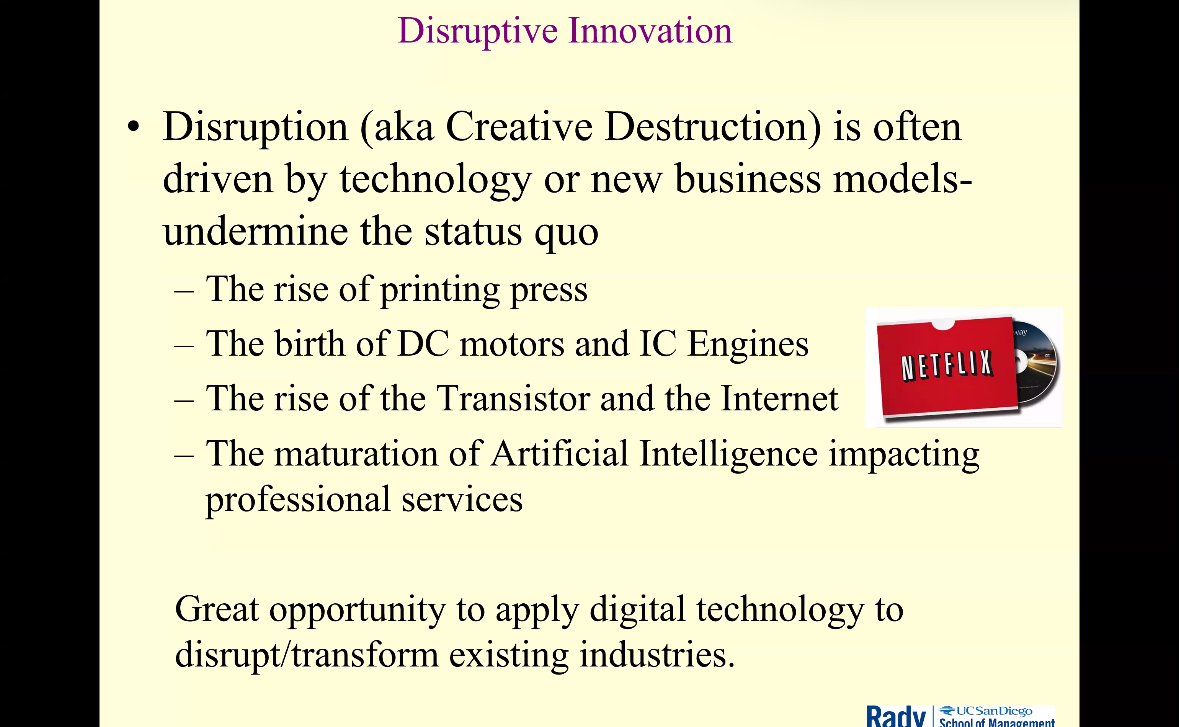 Disruptive Innovation
• Disruption (aka Creative Destruction) is often
driven by technology or new business models-
undermine the status quo
– The rise of printing press
– The birth of DC motors and IC Engines
– The rise of the Transistor and the Internet
NETFLIX
– The maturation of Artificial Intelligence impacting
professional services
Great opportunity to apply digital technology to
disrupt/transform existing industries.
Rady
UC San Diego
School of Management